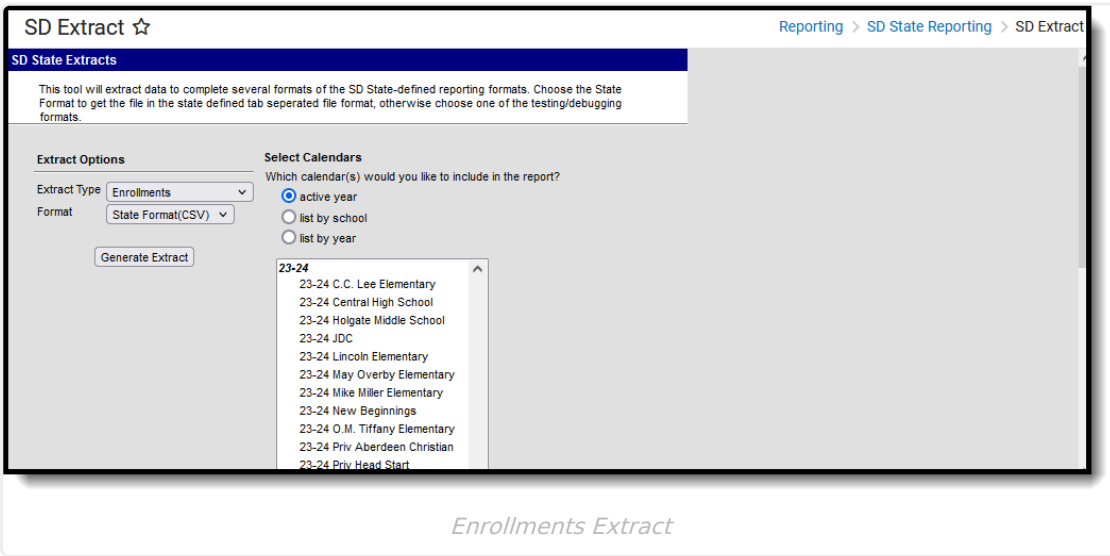 SD Extract ☆
Reporting > SD State Reporting > SD Extract
SD State Extracts
This tool will extract data to complete several formats of the SD State-defined reporting formats. Choose the State
Format to get the file in the state defined tab seperated file format, otherwise choose one of the testing/debugging
formats.
Extract Options
Extract Type Enrollments
Format State Format(CSV)
Generate Extract
Select Calendars
Which calendar(s) would you like to include in the report?
active year
list by school
list by year
23-24
23-24 C.C. Lee Elementary
23-24 Central High School
23-24 Holgate Middle School
23-24 JDC
23-24 Lincoln Elementary
23-24 May Overby Elementary
23-24 Mike Miller Elementary
23-24 New Beginnings
23-24 O.M. Tiffany Elementary
23-24 Priv Aberdeen Christian
23-24 Priv Head Start
Enrollments Extract